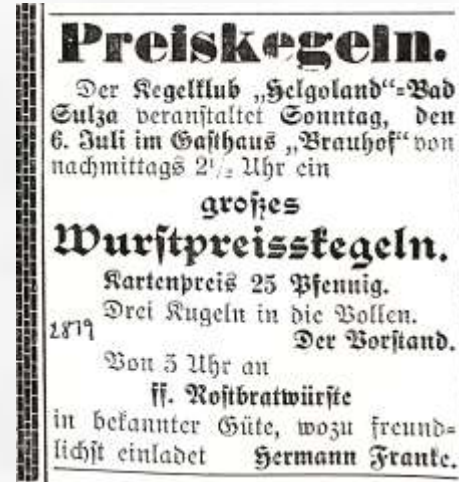 Preiskegeln.
Der Kegelklub „Helgoland“=Bad
Sulza veranstaltet Sonntag, den
6. Juli im Gasthaus „Brauhof“ von
nachmittags 2½ Uhr ein
großes
Wurstpreisskegeln.
Kartenpreis 25 Pfennig.
Drei Kugeln in die Vollen.
2879 Der Vorstand.
Von 3 Uhr an
ff. Rostbratwürste
in bekannter Güte, wozu freund=
lichst einladet Hermann Franke.